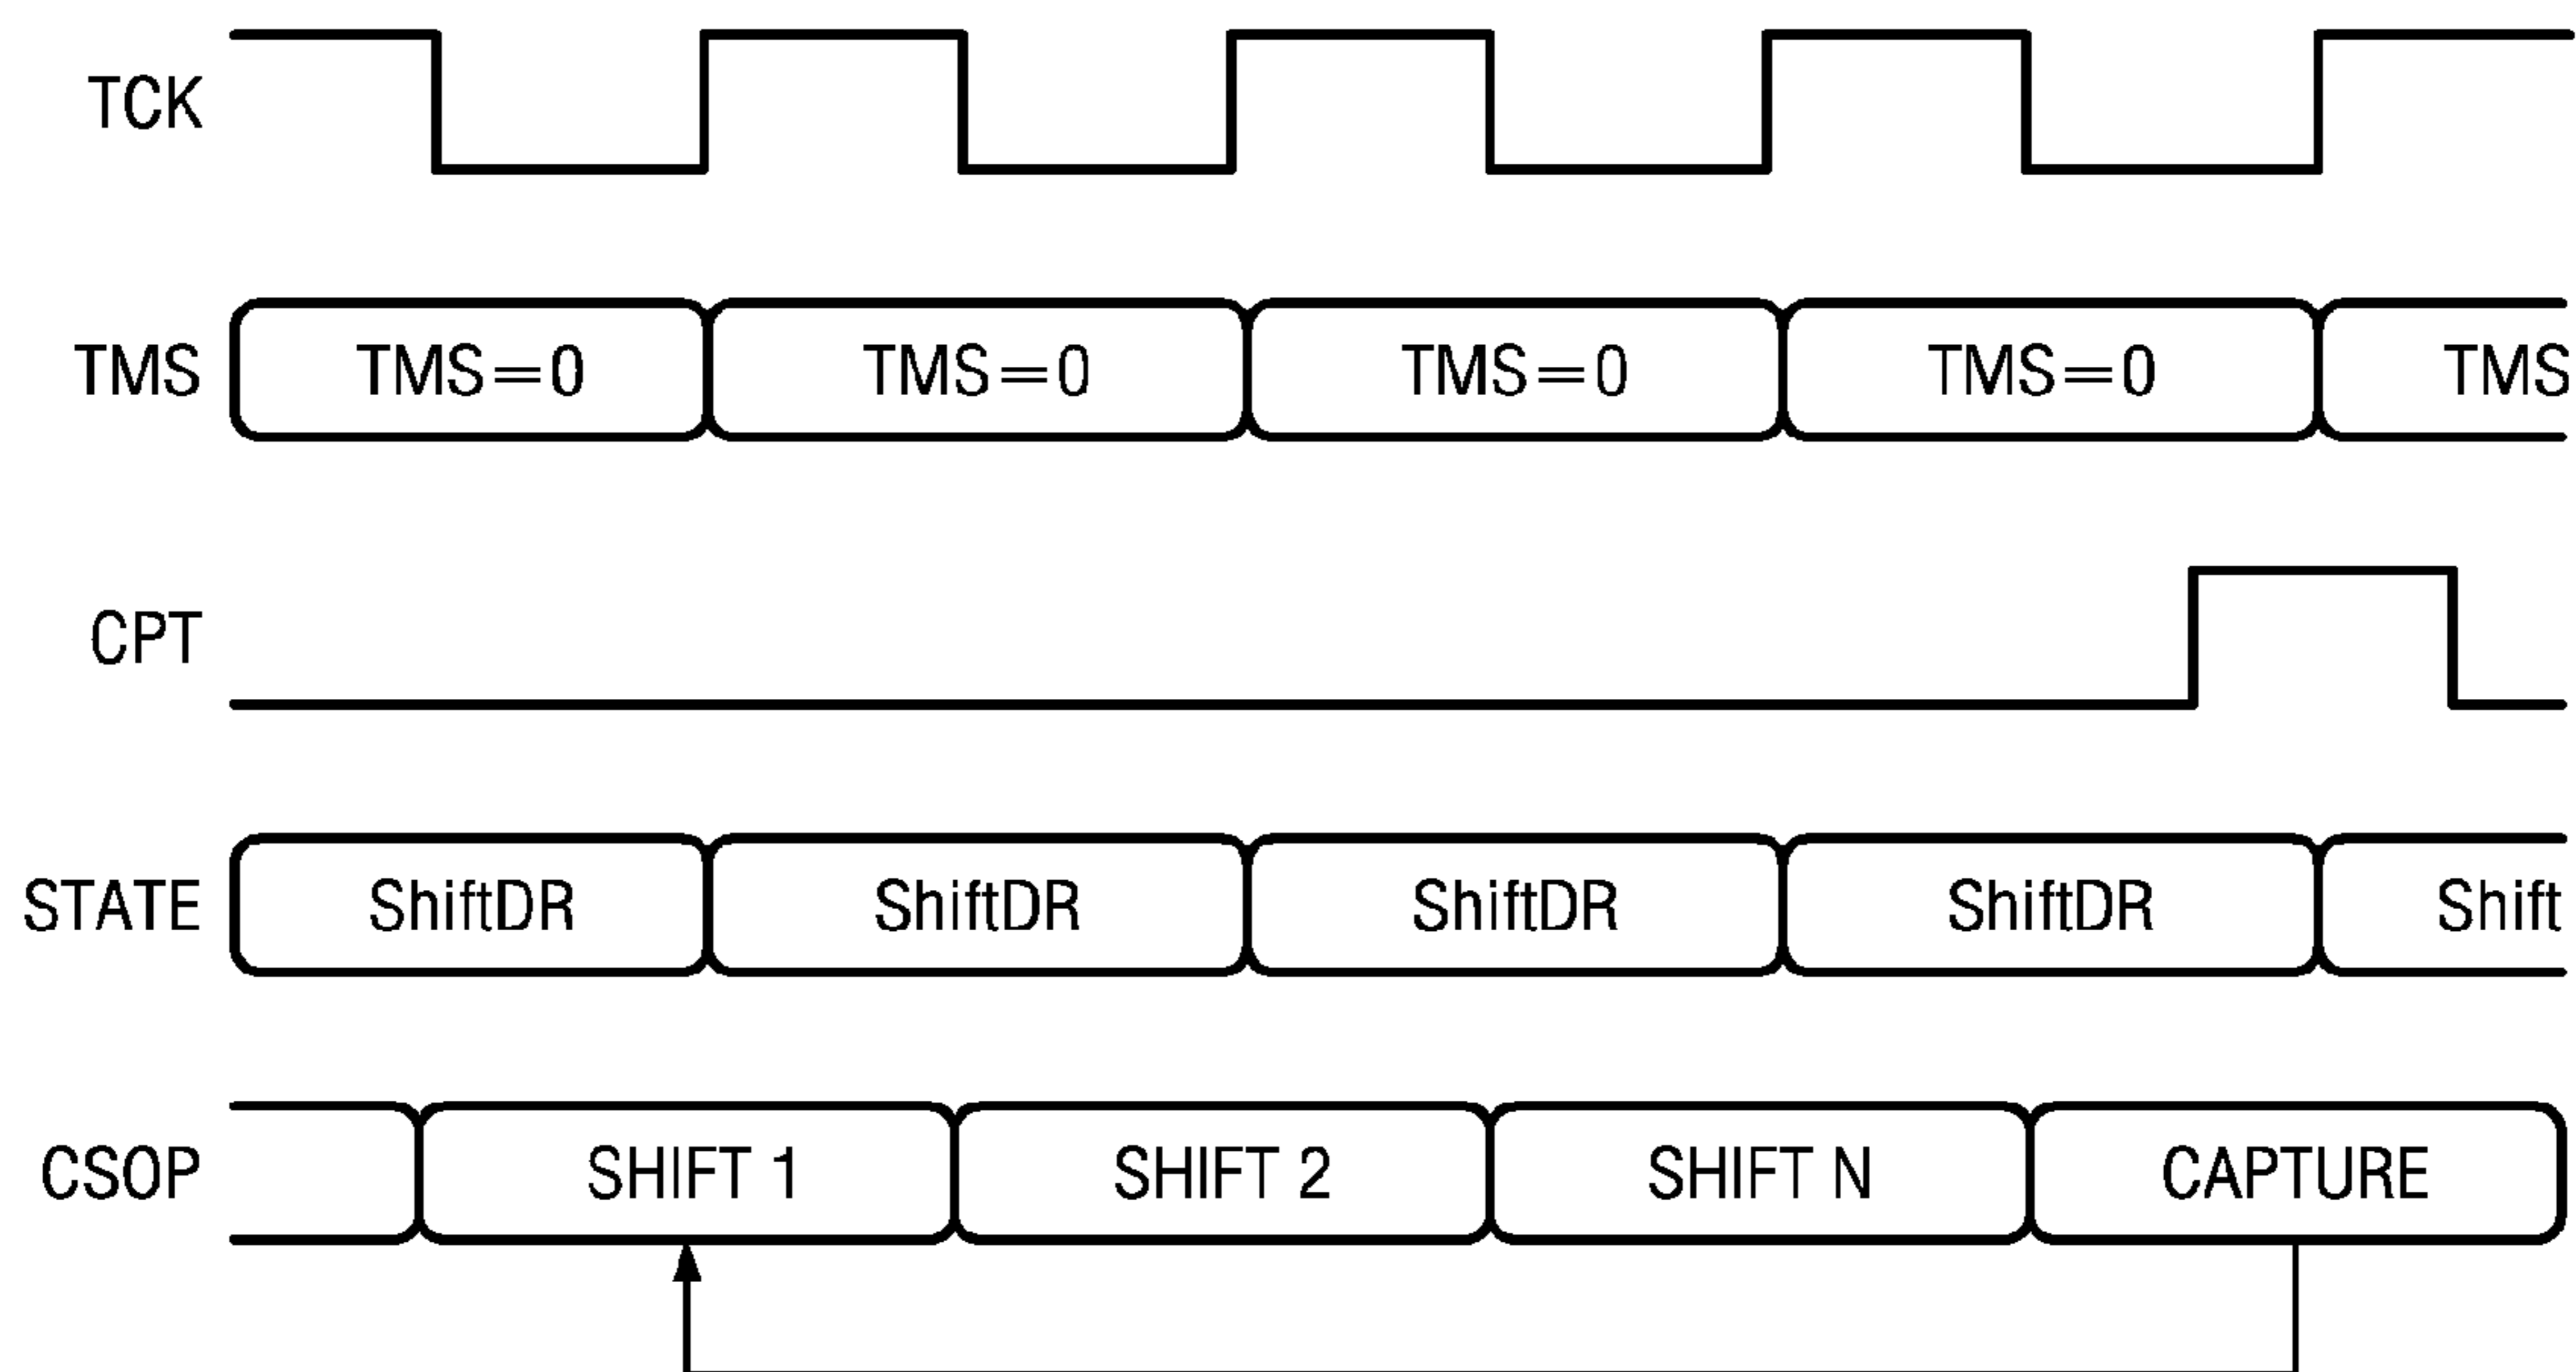 TCK
TMS TMS=0 TMS=0 TMS=0 TMS=0 TMS
CPT
STATE ShiftDR ShiftDR ShiftDR ShiftDR Shift
CSOP SHIFT 1 SHIFT 2 SHIFT N CAPTURE